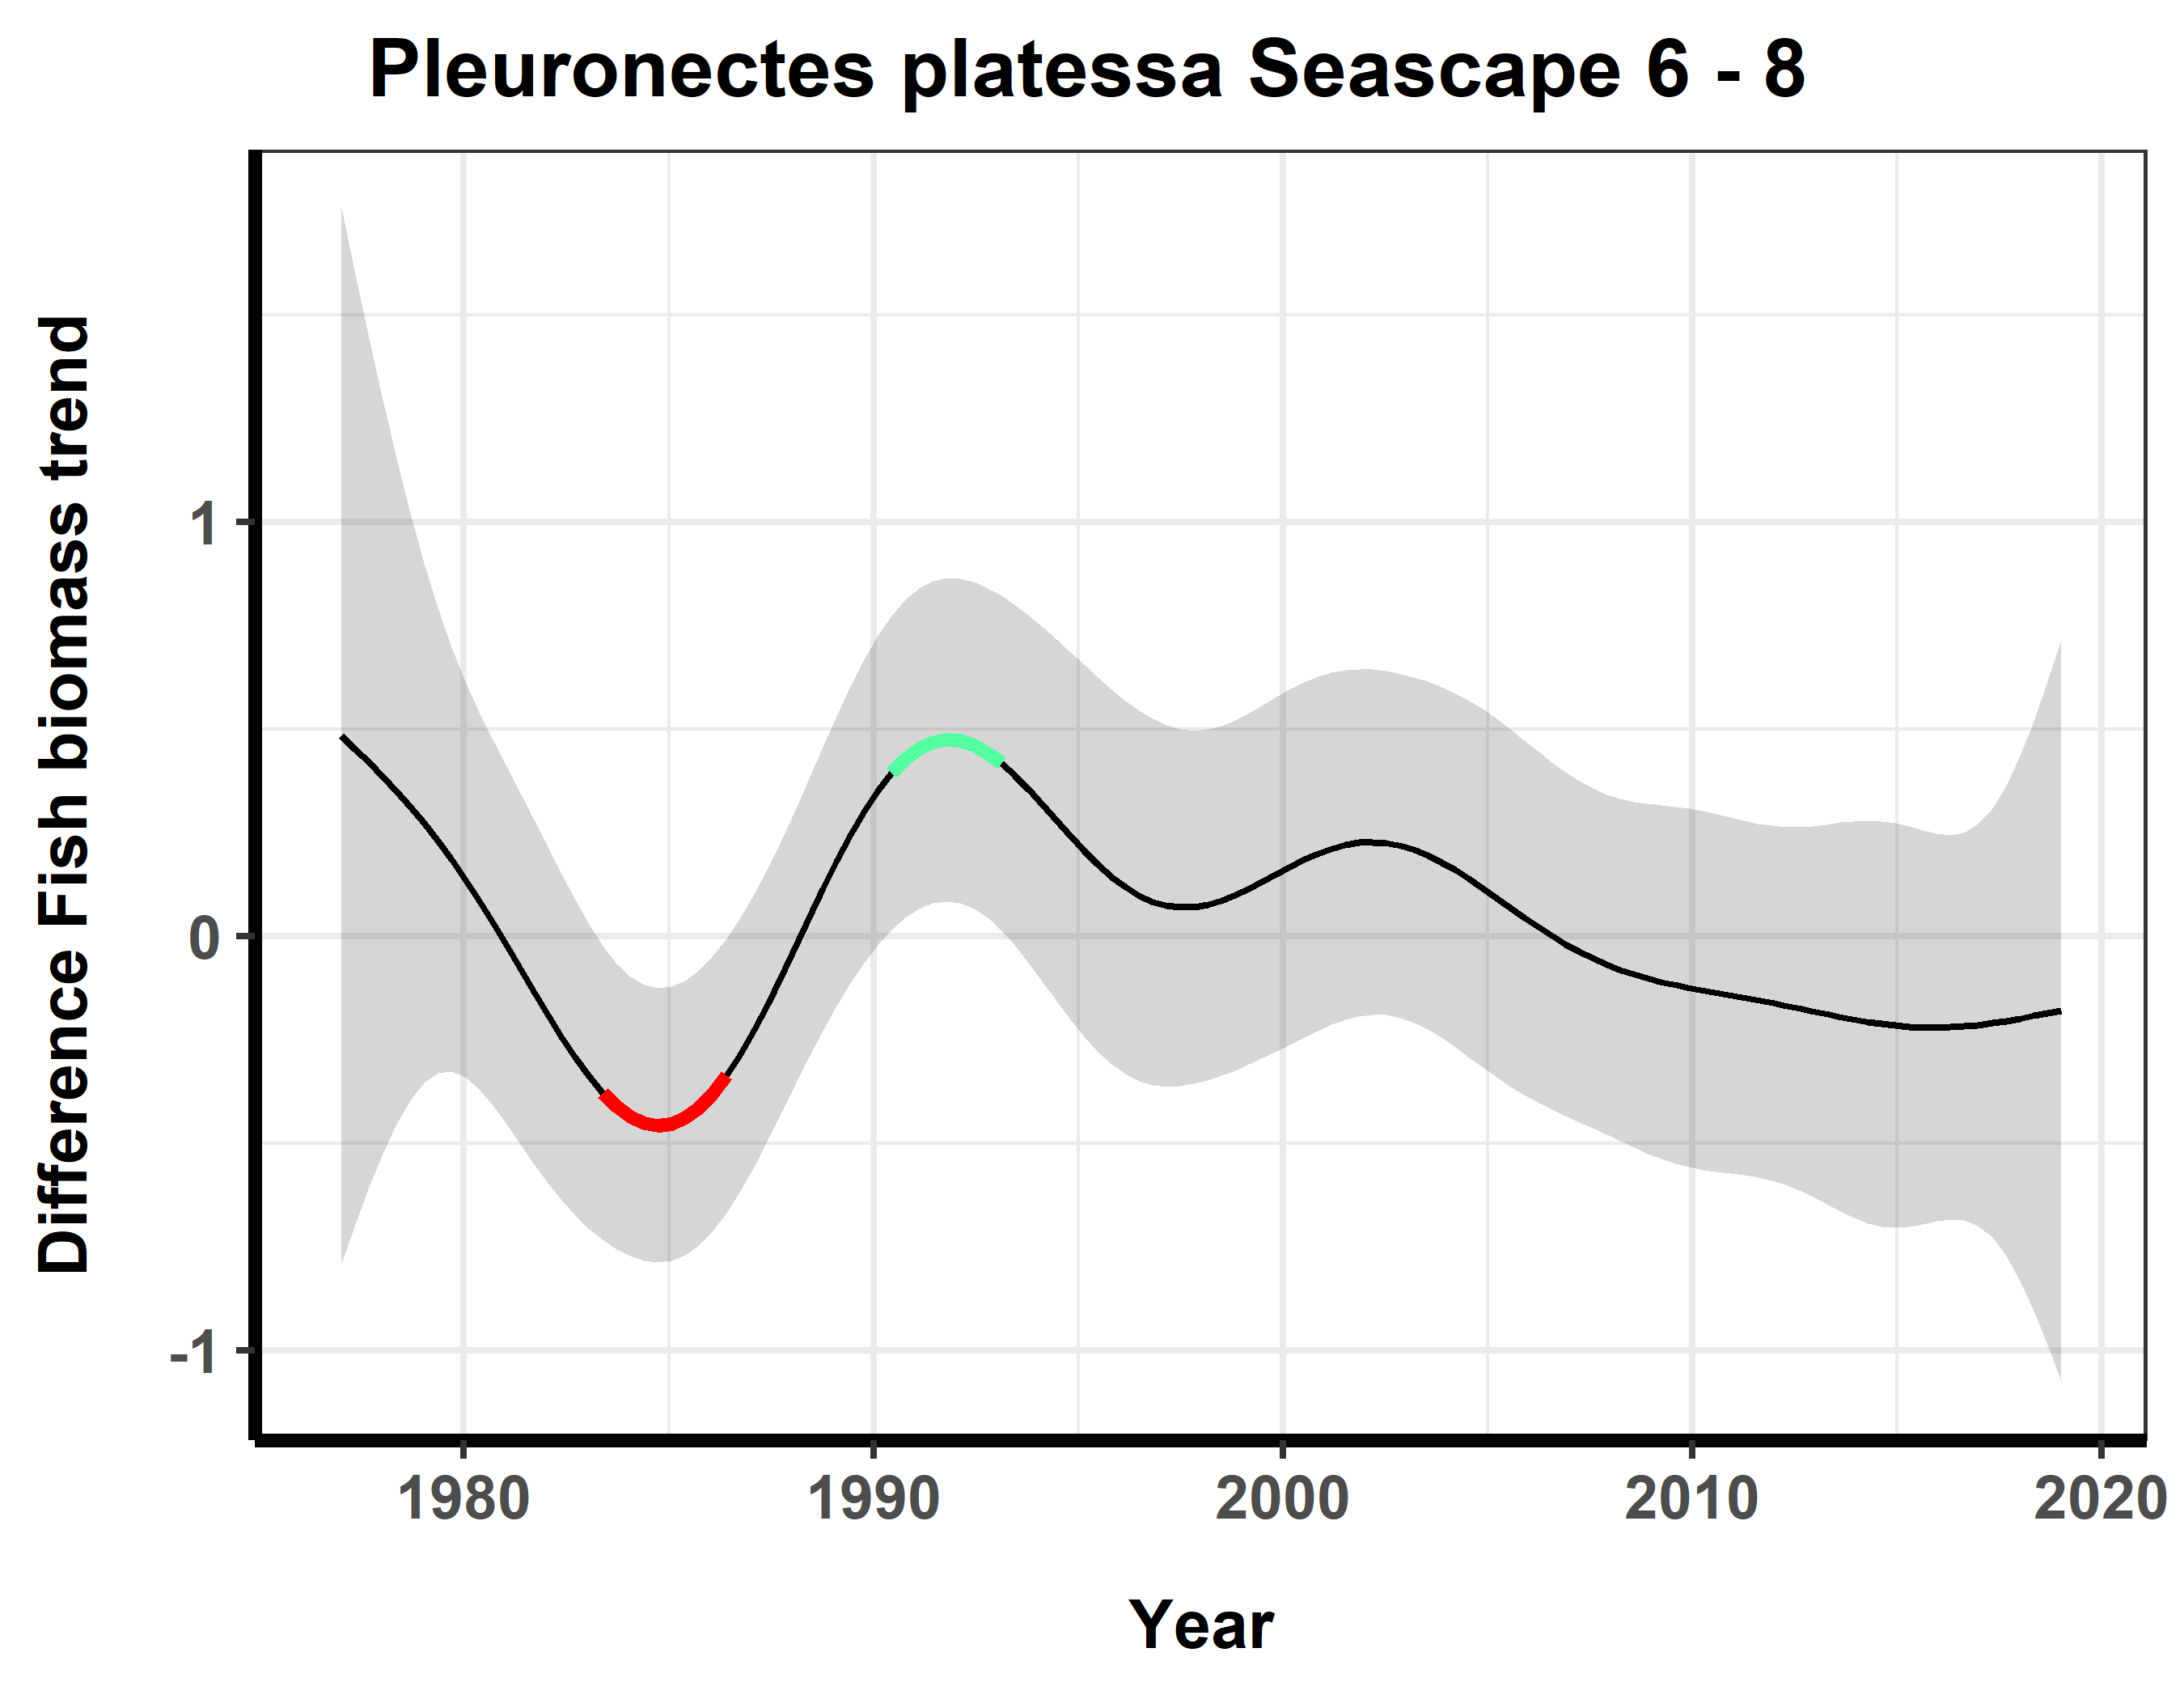 Pleuronectes platessa Seascape 6 - 8
Difference Fish biomass trend
1
0
-1
1980 1990 2000 2010 2020
Year